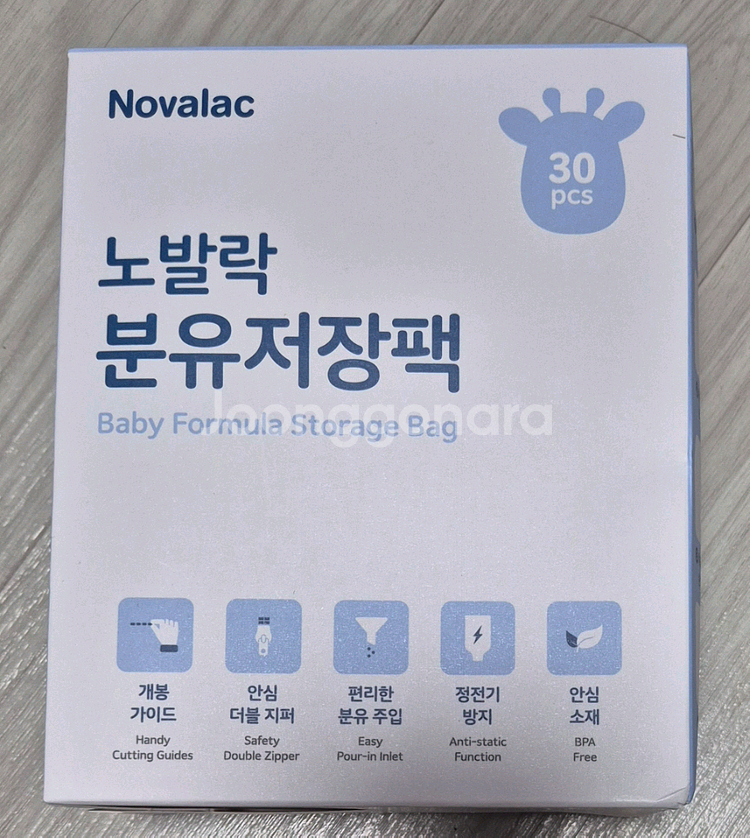 Novalac
30
pcs
노발락
분유저장팩
Baby Formula Storage Bag
Joonggonara
개봉
가이드
Handy
Cutting Guides
안심
더블 지퍼
Safety
Double Zipper
편리한
분유 주입
Easy
Pour-in Inlet
정전기
방지
Anti-static
Function
안심
소재
BPA
Free